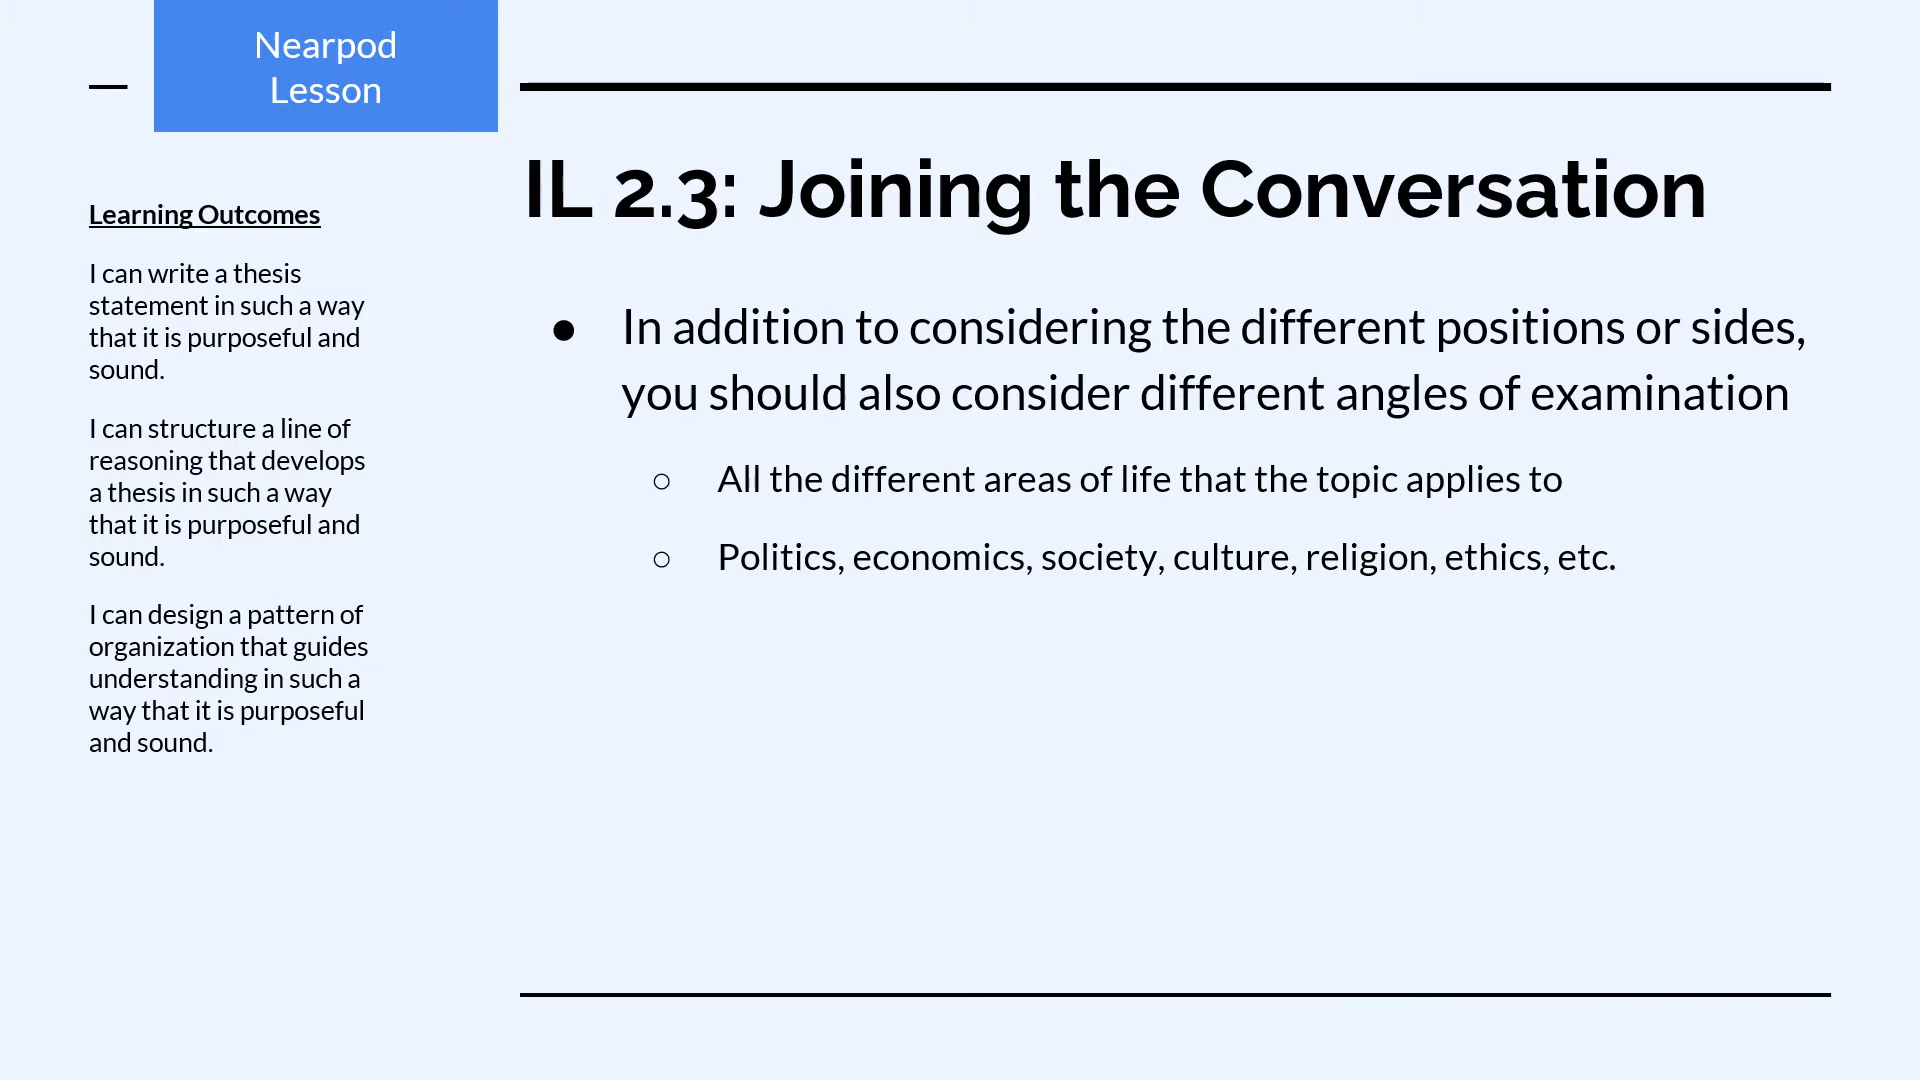 Nearpod
Lesson
Learning Outcomes
I can write a thesis
statement in such a way
that it is purposeful and
sound.
I can structure a line of
reasoning that develops
a thesis in such a way
that it is purposeful and
sound.
I can design a pattern of
organization that guides
understanding in such a
way that it is purposeful
and sound.
IL 2.3: Joining the Conversation
● In addition to considering the different positions or sides,
you should also consider different angles of examination
○ All the different areas of life that the topic applies to
○ Politics, economics, society, culture, religion, ethics, etc.